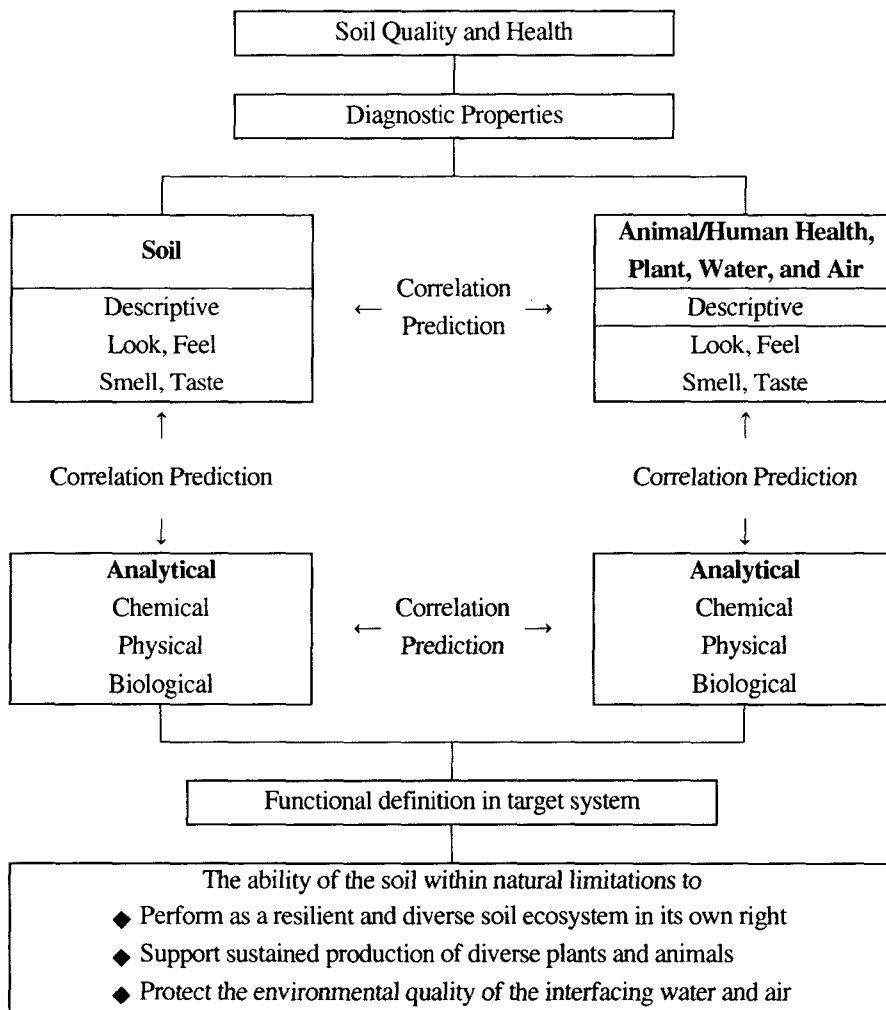 Soil Quality and Health
Diagnostic Properties
Soil
Descriptive
Look, Feel
Smell, Taste
← Correlation →
Prediction
Animal/Human Health,
Plant, Water, and Air
Descriptive
Look, Feel
Smell, Taste
↑
↑
Correlation Prediction
Correlation Prediction
↓
↓
Analytical
Chemical
Physical
Biological
← Correlation →
Prediction
Analytical
Chemical
Physical
Biological
Functional definition in target system
The ability of the soil within natural limitations to
◆ Perform as a resilient and diverse soil ecosystem in its own right
◆ Support sustained production of diverse plants and animals
◆ Protect the environmental quality of the interfacing water and air